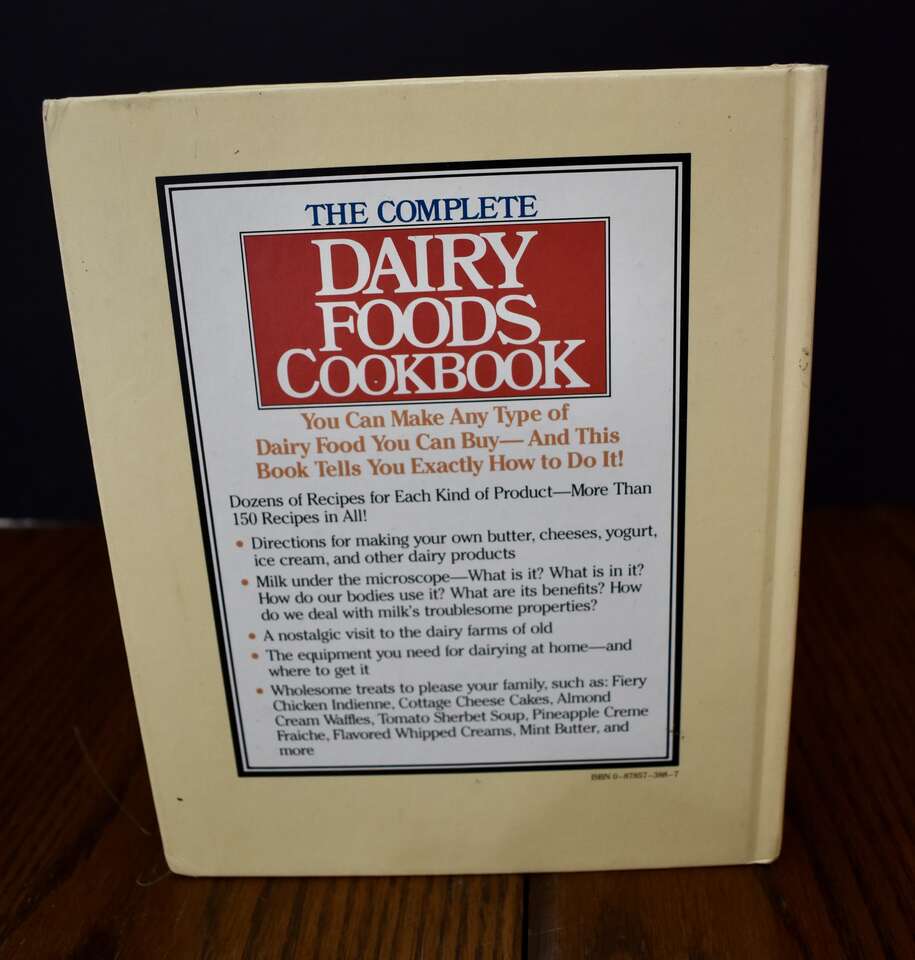 THE COMPLETE
DAIRY
FOODS
COOKBOOK
You Can Make Any Type of
Dairy Food You Can Buy—And This
Book Tells You Exactly How to Do It!
Dozens of Recipes for Each Kind of Product—More Than
150 Recipes in All!
• Directions for making your own butter, cheeses, yogurt,
ice cream, and other dairy products
• Milk under the microscope—What is it? What is in it?
How do our bodies use it? What are its benefits? How
do we deal with milk's troublesome properties?
• A nostalgic visit to the dairy farms of old
• The equipment you need for dairying at home—and
where to get it
• Wholesome treats to please your family, such as: Fiery
Chicken Indienne, Cottage Cheese Cakes, Almond
Cream Waffles, Tomato Sherbet Soup, Pineapple Creme
Fraiche, Flavored Whipped Creams, Mint Butter, and
more
ISBN 0-87857-388-7